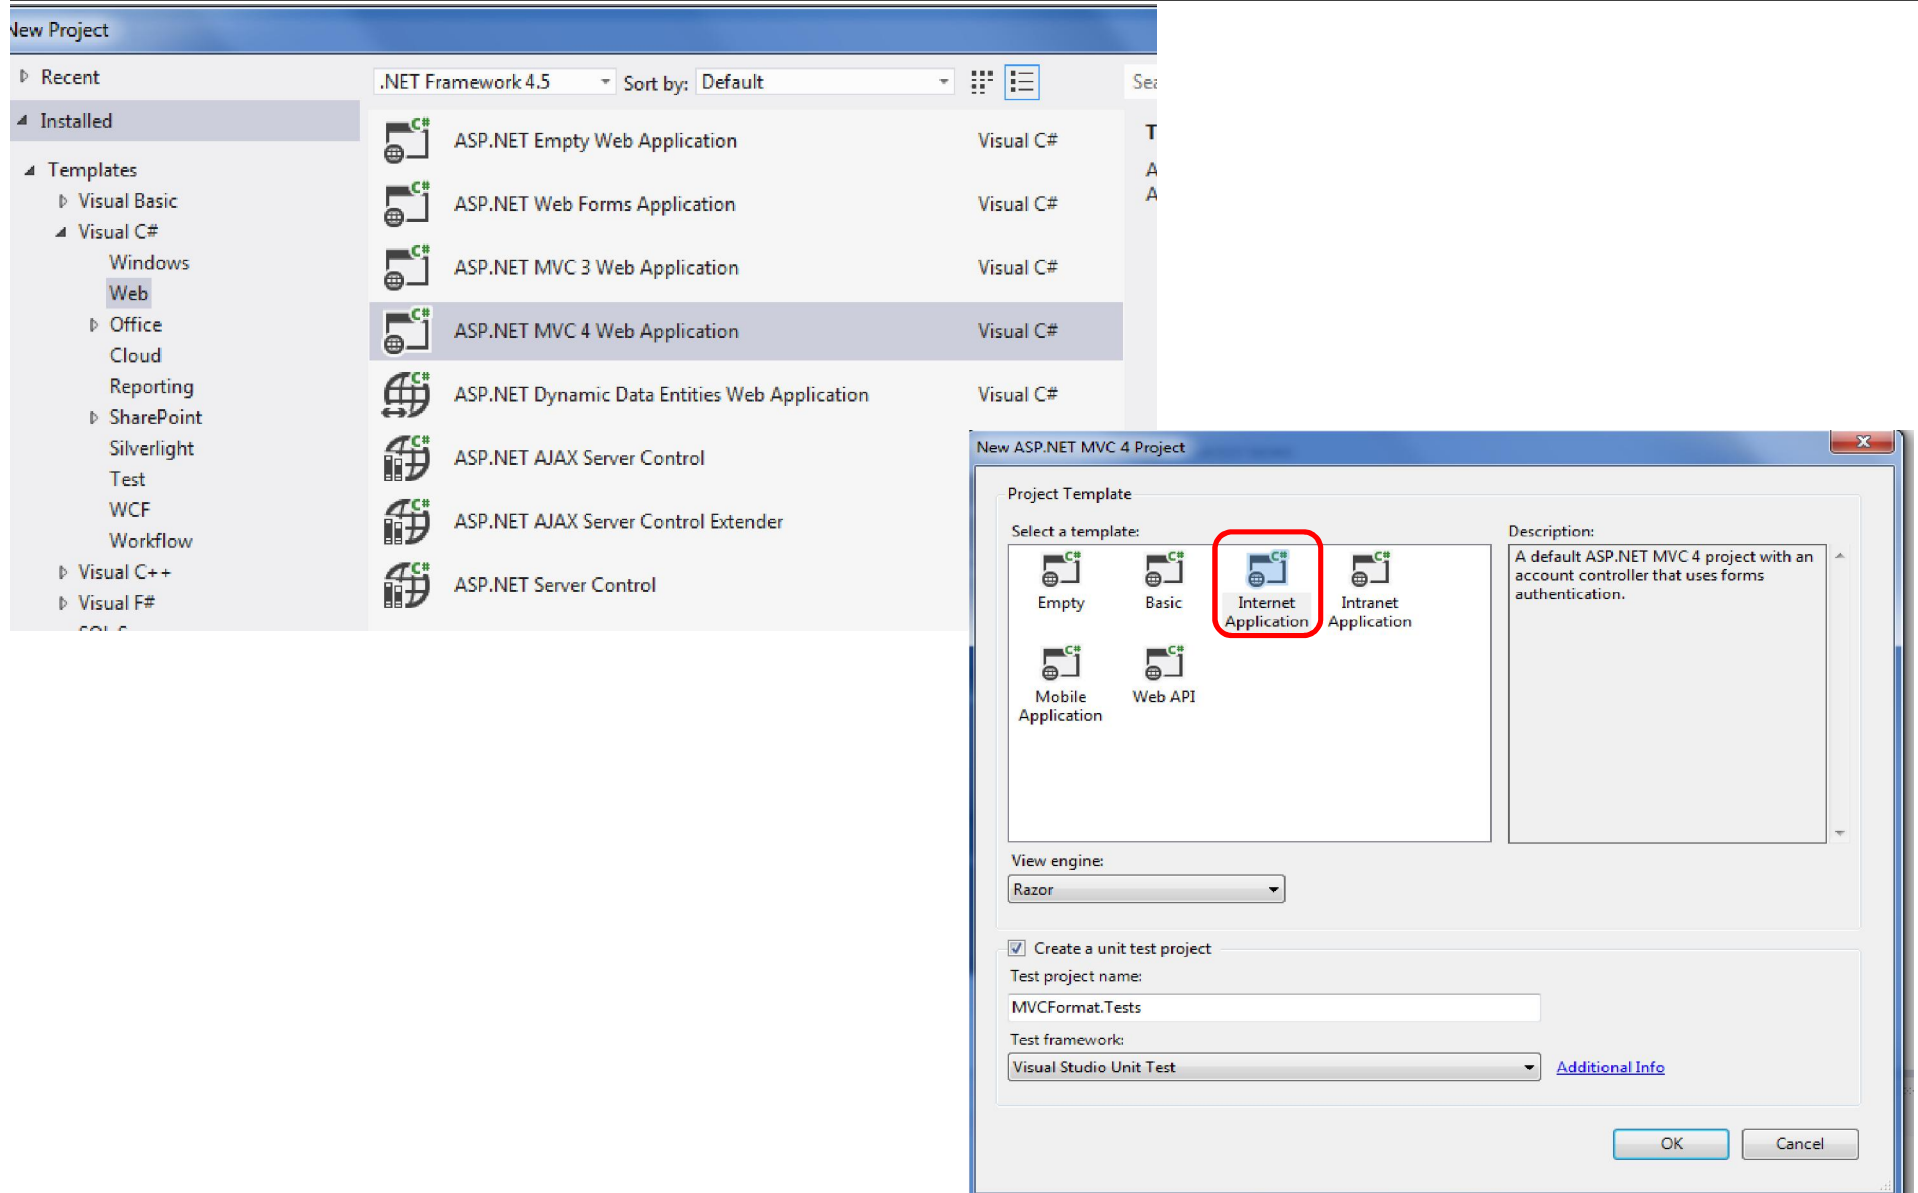 New Project
Recent
Installed
Templates
Visual Basic
Visual C#
Windows
Web
Office
Cloud
Reporting
SharePoint
Silverlight
Test
WCF
Workflow
Visual C++
Visual F#
.NET Framework 4.5
Sort by: Default
ASP.NET Empty Web Application Visual C#
ASP.NET Web Forms Application Visual C#
ASP.NET MVC 3 Web Application Visual C#
ASP.NET MVC 4 Web Application Visual C#
ASP.NET Dynamic Data Entities Web Application Visual C#
ASP.NET AJAX Server Control
ASP.NET AJAX Server Control Extender
ASP.NET Server Control
New ASP.NET MVC 4 Project
Project Template
Select a template:
Empty
Basic
Internet
Application
Intranet
Application
Mobile
Application
Web API
Description:
A default ASP.NET MVC 4 project with an
account controller that uses forms
authentication.
View engine:
Razor
Create a unit test project
Test project name:
MVCFormat.Tests
Test framework:
Visual Studio Unit Test
Additional Info
OK
Cancel